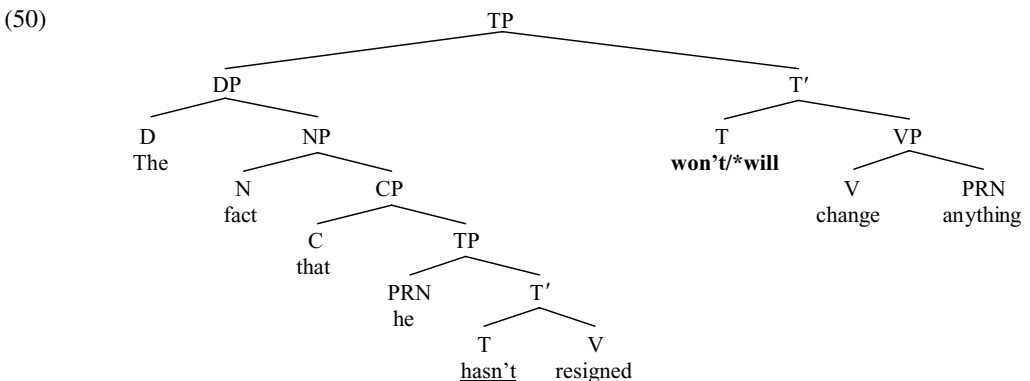 (50) TP
DP T′
D NP T VP
The won't/*will
N CP V PRN
fact change anything
C TP
that
PRN T′
he
T V
hasn't resigned